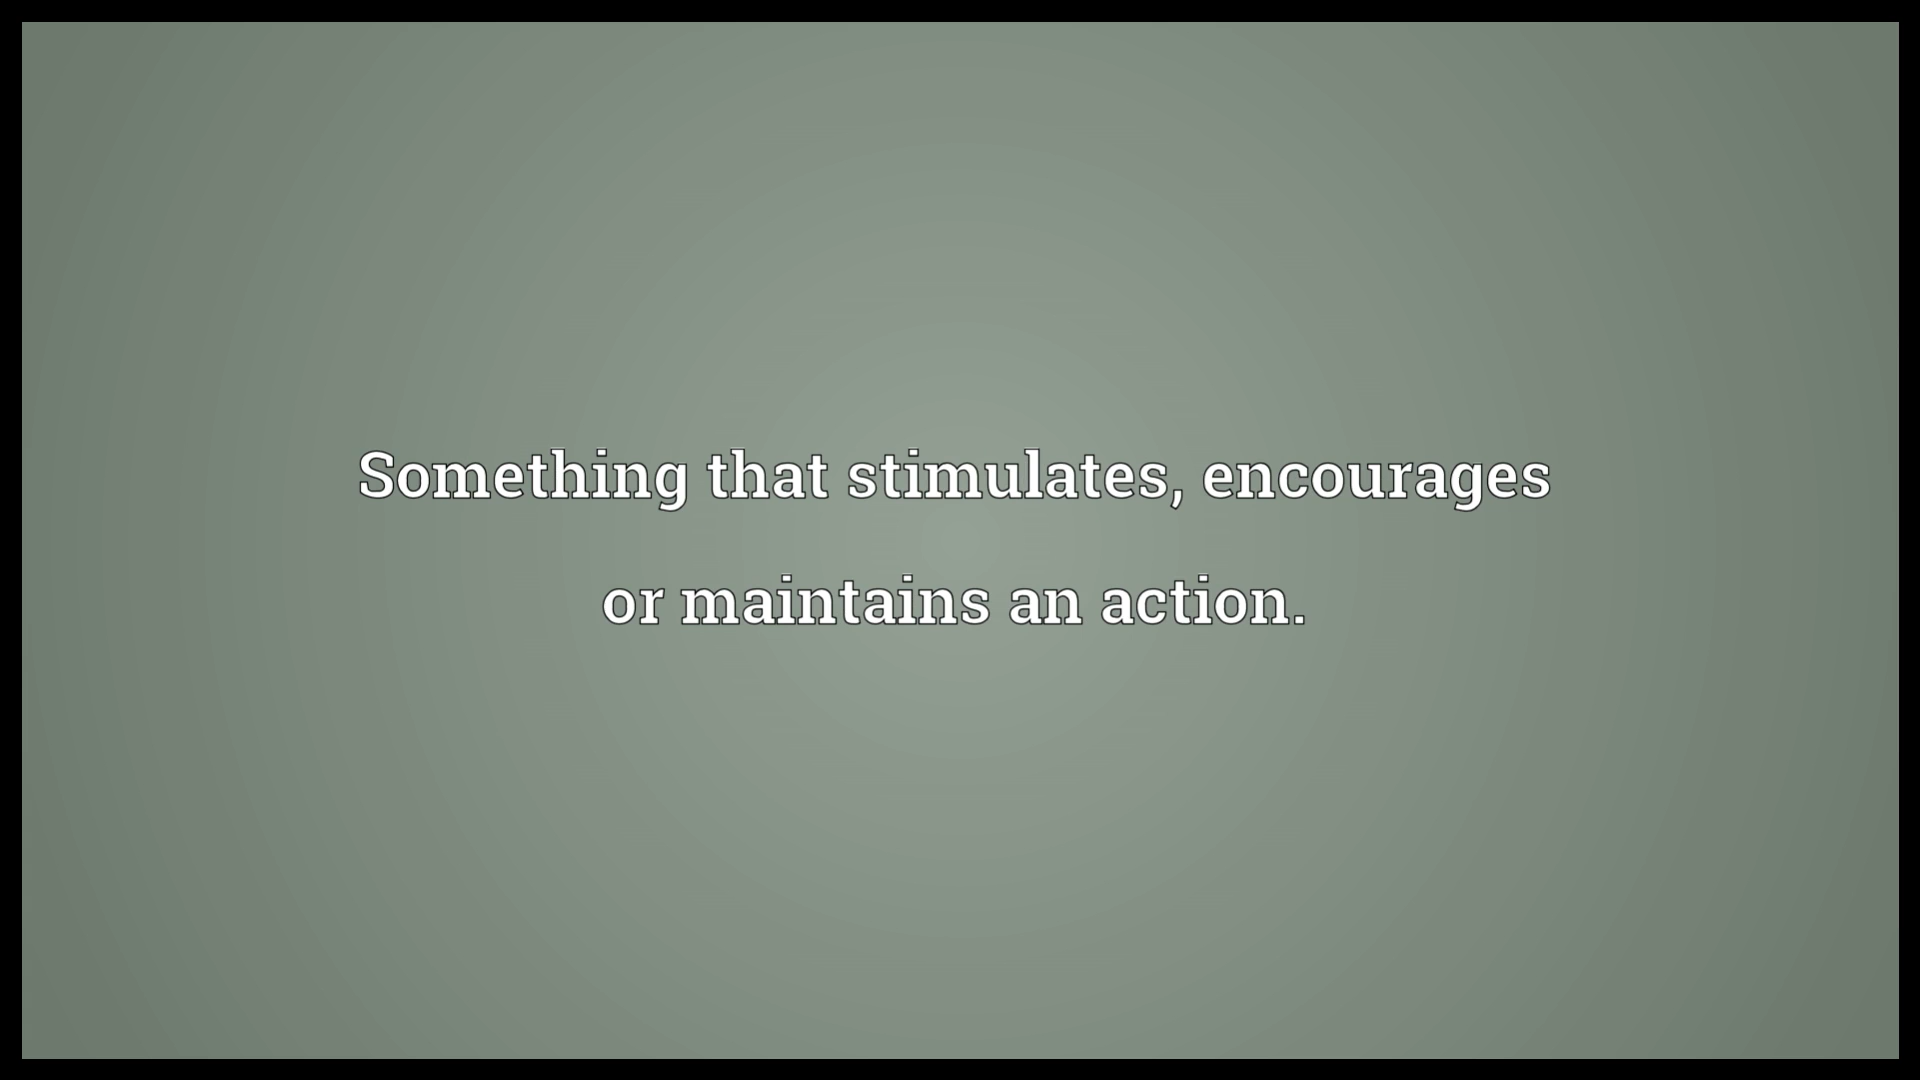 Something that stimulates, encourages
or maintains an action.